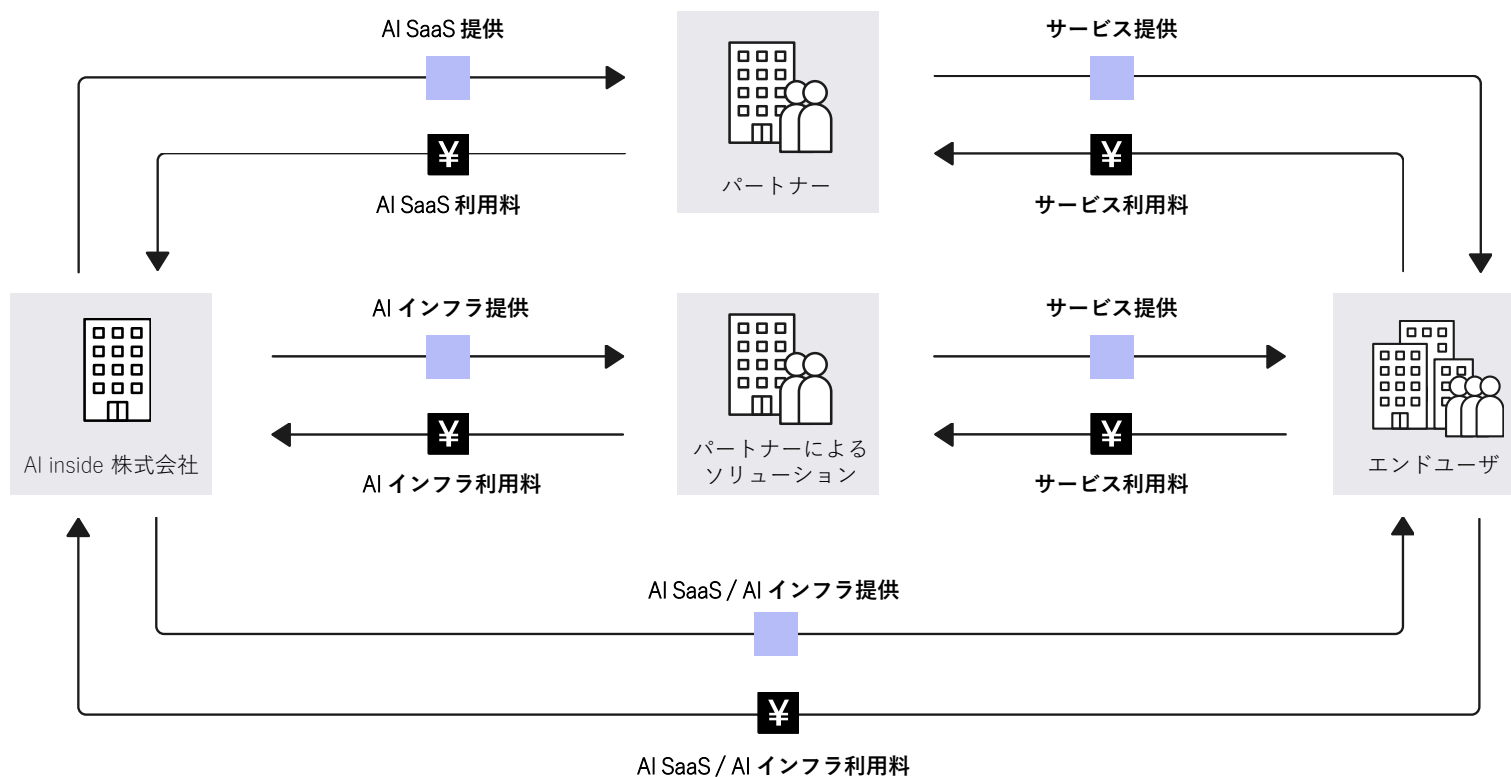 AI SaaS 提供
サービス提供
¥
¥
パートナー
AI SaaS 利用料
サービス利用料
AI インフラ提供
サービス提供
¥
¥
AI inside 株式会社
パートナーによる
ソリューション
エンドユーザ
AI インフラ利用料
サービス利用料
AI SaaS / AI インフラ提供
¥
AI SaaS / AI インフラ利用料